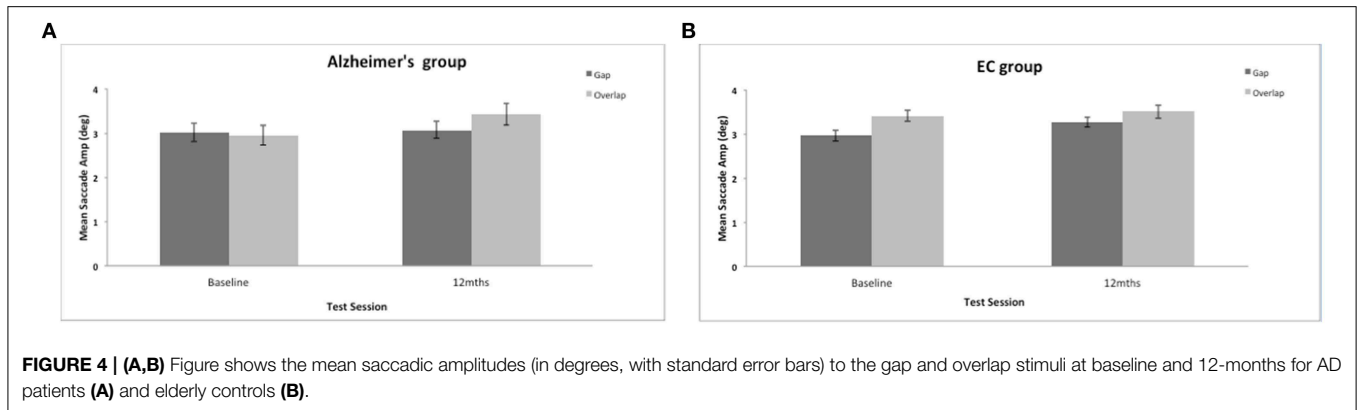 A
Alzheimer's group
Gap
Overlap
4
3
2
1
0
Mean Saccade Amp (deg)
Baseline
12mths
Test Session
B
EC group
Gap
Overlap
4
3
2
1
0
Mean Saccade Amp (deg)
Baseline
12mths
Test Session
FIGURE 4 | (A,B) Figure shows the mean saccadic amplitudes (in degrees, with standard error bars) to the gap and overlap stimuli at baseline and 12-months for AD
patients (A) and elderly controls (B).